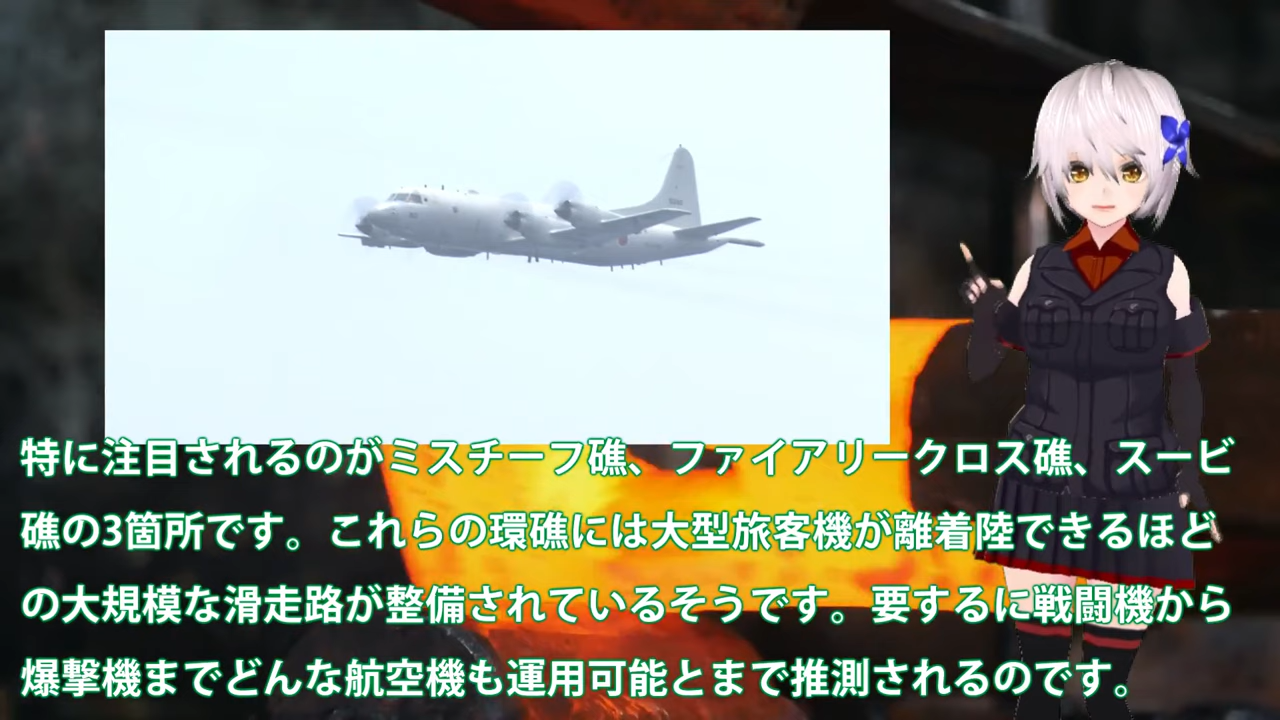 特に注目されるのがミスチーフ礁、ファイアリークロス礁、スービ
礁の3箇所です。これらの環礁には大型旅客機が離着陸できるほど
の大規模な滑走路が整備されているそうです。要するに戦闘機から
爆撃機までどんな航空機も運用可能とまで推測されるのです。